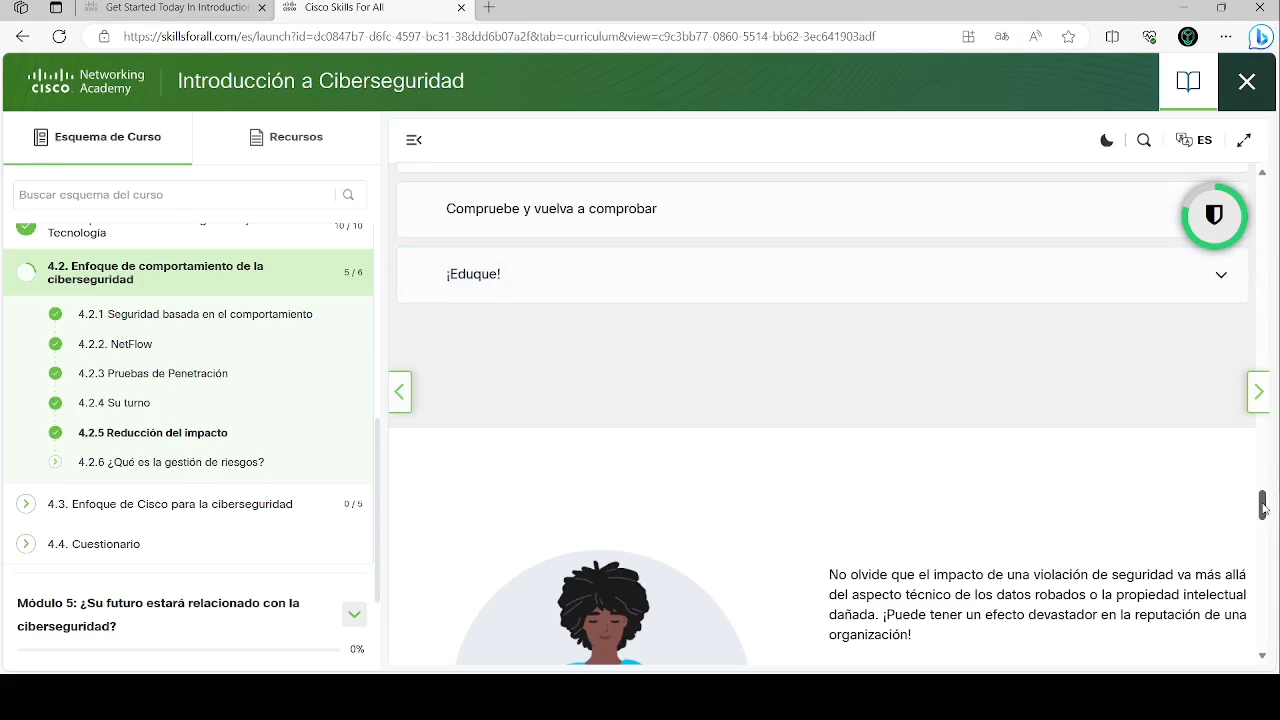 Get Started Today In Introduction
Cisco Skills For All
https://skillsforall.com/es/launch?id=dc0847b7-d6fc-4597-bc31-38ddd6b07a2f&tab=curriculum&view=c9c3bb77-0860-5514-bb62-3ec641903adf
Networking
CISCO Academy
Introducción a Ciberseguridad
Esquema de Curso
Recursos
ES
Buscar esquema del curso
Tecnología
10 / 10
4.2. Enfoque de comportamiento de la
ciberseguridad
5 / 6
4.2.1 Seguridad basada en el comportamiento
4.2.2. NetFlow
4.2.3 Pruebas de Penetración
4.2.4 Su turno
4.2.5 Reducción del impacto
4.2.6 ¿Qué es la gestión de riesgos?
4.3. Enfoque de Cisco para la ciberseguridad
0 / 5
4.4. Cuestionario
Módulo 5: ¿Su futuro estará relacionado con la
ciberseguridad?
0%
Compruebe y vuelva a comprobar
¡Eduque!
No olvide que el impacto de una violación de seguridad va más allá
del aspecto técnico de los datos robados o la propiedad intelectual
dañada. ¡Puede tener un efecto devastador en la reputación de una
organización!